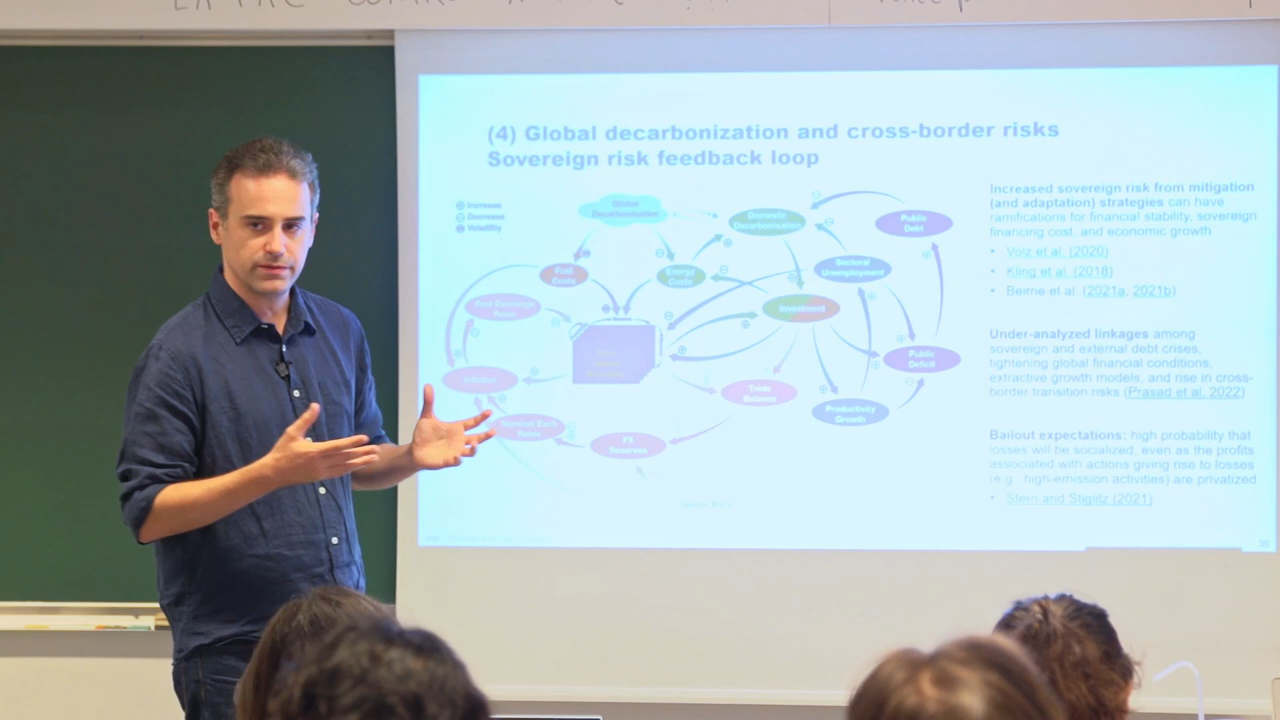 (4) Global decarbonization and cross-border risks
Sovereign risk feedback loop
Increase
Decrease
Volatility
Global
Decarbonisation
Domestic
Decarbonisation
Public
Debt
Fuel
Costs
Energy
Costs
Sectoral
Unemployment
Real Exchange
Rates
Investment
Inflation
Public
Deficit
Trade
Balance
Productivity
Growth
FX
Reserves
Increased sovereign risk from mitigation
(and adaptation) strategies can have
ramifications for financial stability, sovereign
financing cost, and economic growth
• Volz et al. (2020)
• Kling et al. (2018)
• Beirne et al. (2021a, 2021b)
Under-analyzed linkages among
sovereign and external debt crises,
tightening global financial conditions,
extractive growth models, and rise in cross-
border transition risks (Prasad et al. 2022)
Bailout expectations: high probability that
losses will be socialized, even as the profits
associated with actions giving rise to losses
(e.g., high-emission activities) are privatized
• Stern and Stiglitz (2021)